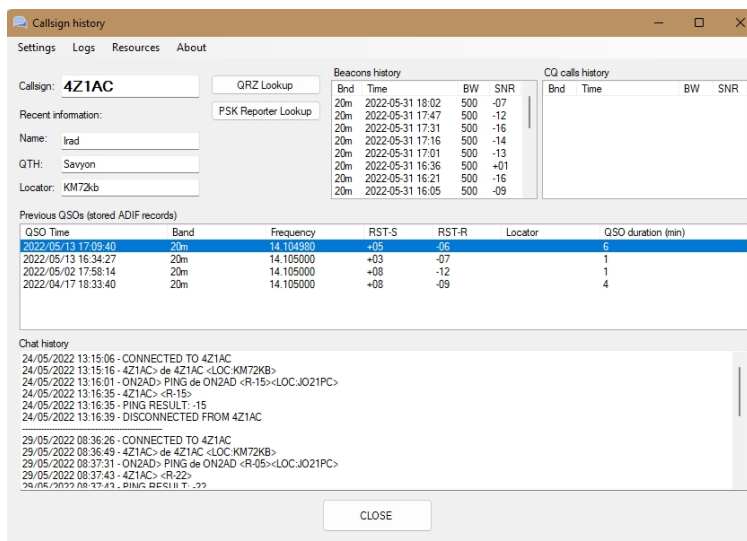 Callsign history
Settings Logs Resources About
Callsign: 4Z1AC
QRZ Lookup
Recent information:
PSK Reporter Lookup
Name: Irad
QTH: Savyon
Locator: KM72kb
Beacons history
Bnd Time BW SNR
20m 2022-05-31 18:02 500 -07
20m 2022-05-31 17:47 500 -12
20m 2022-05-31 17:31 500 -16
20m 2022-05-31 17:16 500 -14
20m 2022-05-31 17:01 500 -13
20m 2022-05-31 16:36 500 +01
20m 2022-05-31 16:21 500 -16
20m 2022-05-31 16:05 500 -09
CQ calls history
Bnd Time BW SNR
Previous QSOs (stored ADIF records)
QSO Time Band Frequency RST-S RST-R Locator QSO duration (min)
2022/05/13 17:09:40 20m 14.104980 +05 -06 6
2022/05/13 16:34:27 20m 14.105000 +03 -07 1
2022/05/02 17:58:14 20m 14.105000 +08 -12 1
2022/04/17 18:33:40 20m 14.105000 +08 -09 4
Chat history
24/05/2022 13:15:06 - CONNECTED TO 4Z1AC
24/05/2022 13:15:16 - 4Z1AC> de 4Z1AC <LOC:KM72KB>
24/05/2022 13:16:01 - ON2AD> PING de ON2AD <R-15><LOC:JO21PC>
24/05/2022 13:16:35 - 4Z1AC> <R-15>
24/05/2022 13:16:35 - PING RESULT: -15
24/05/2022 13:16:39 - DISCONNECTED FROM 4Z1AC
--------------------------------------------------
29/05/2022 08:36:26 - CONNECTED TO 4Z1AC
29/05/2022 08:36:49 - 4Z1AC> de 4Z1AC <LOC:KM72KB>
29/05/2022 08:37:31 - ON2AD> PING de ON2AD <R-05><LOC:JO21PC>
29/05/2022 08:37:43 - 4Z1AC> <R-22>
29/05/2022 08:37:43 - PING RESULT: -22
CLOSE